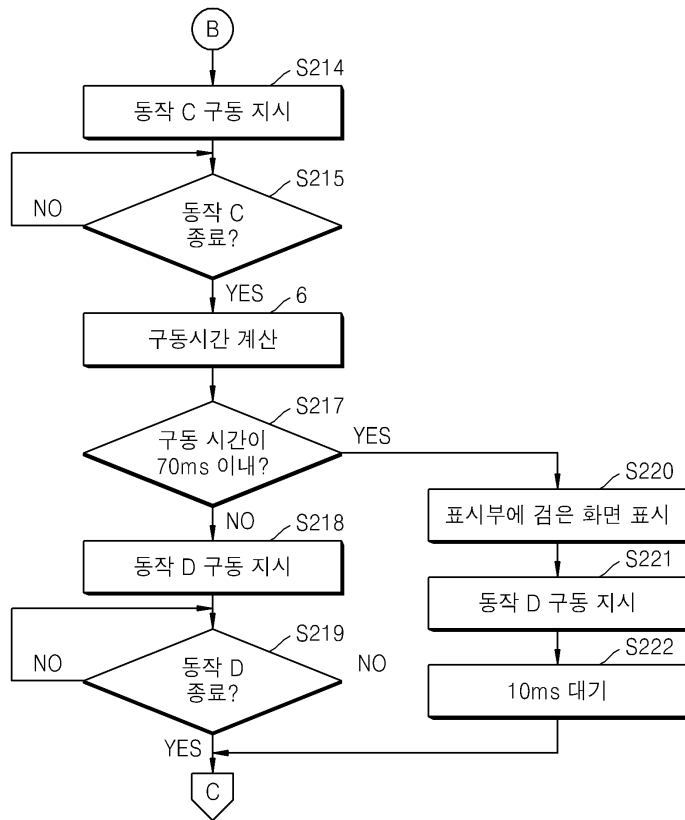 B
S214
동작 C 구동 지시
S215
동작 C
종료?
NO
YES
6
구동시간 계산
S217
구동 시간이
70ms 이내?
YES
NO
S218
동작 D 구동 지시
S219
동작 D
종료?
NO
NO
YES
S220
표시부에 검은 화면 표시
S221
동작 D 구동 지시
S222
10ms 대기
C